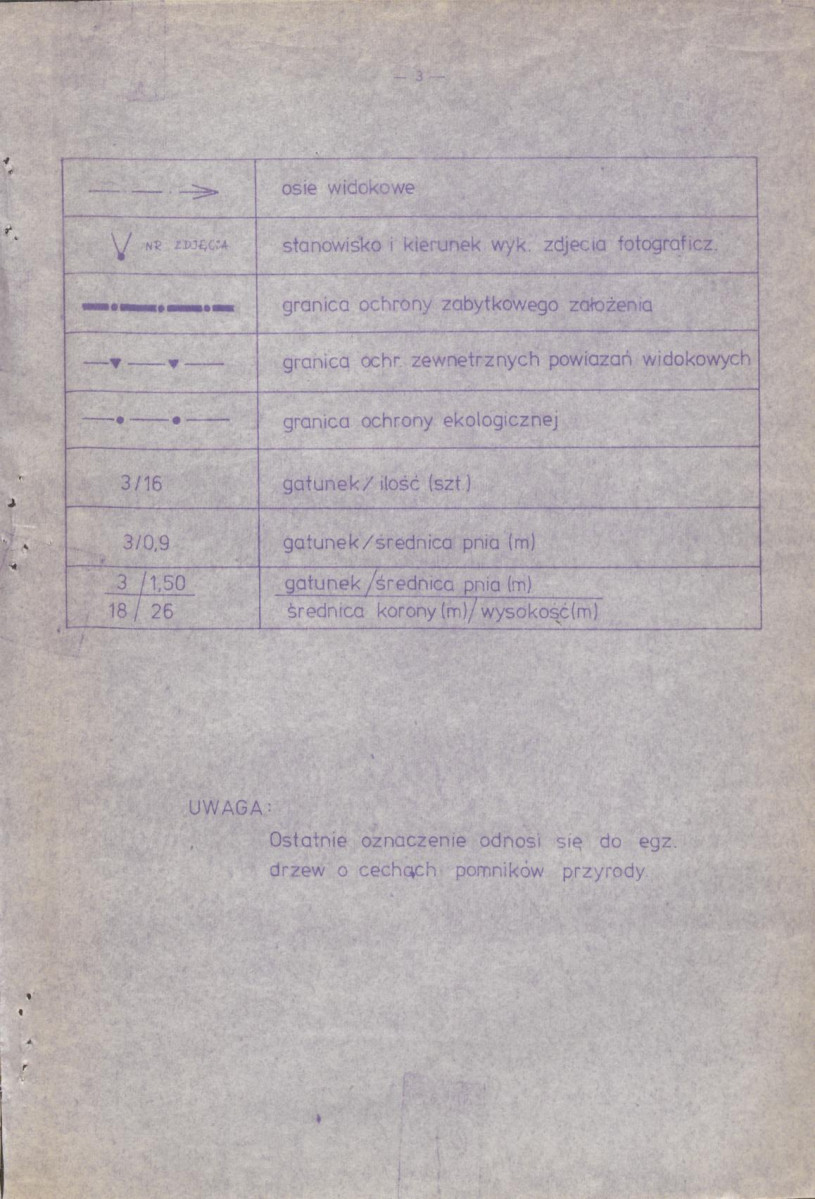 — 3 —
osie widokowe
NR ZDJĘCIA stanowisko i kierunek wyk. zdjecia fotograficz.
granica ochrony zabytkowego założenia
granica ochr. zewnetrznych powiazań widokowych
granica ochrony ekologicznej
3/16 gatunek/ ilość (szt.)
3/0,9 gatunek/średnica pnia (m)
3/1,50 gatunek/średnica pnia (m)
18/26 średnica korony (m)/wysokość(m)
UWAGA:
Ostatnie oznaczenie odnosi się do egz.
drzew o cechach pomników przyrody.